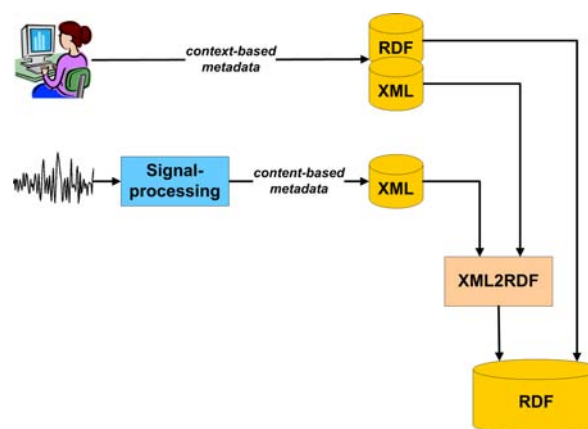 context-based
metadata
RDF
XML
Signal-
processing
content-based
metadata
XML
XML2RDF
RDF